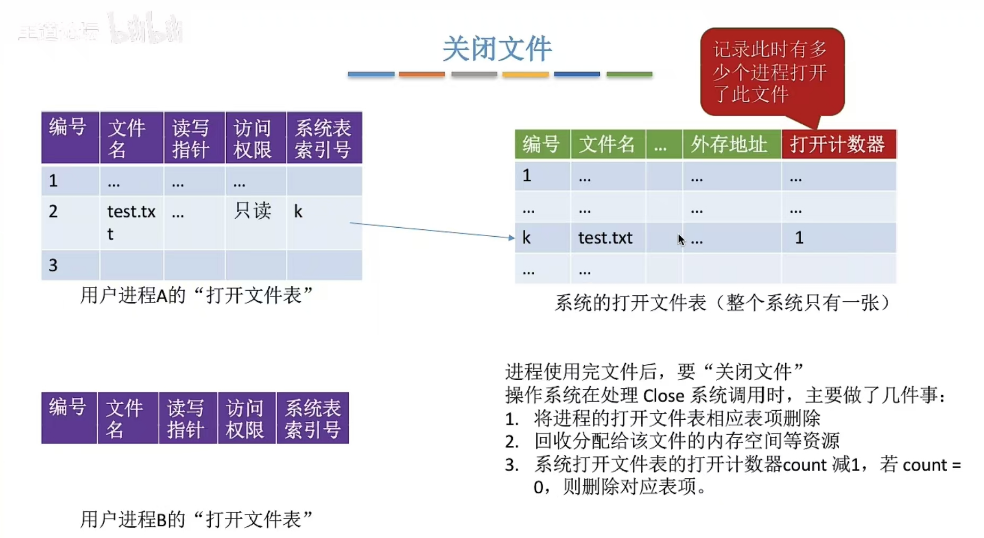 bilibili
关闭文件
记录此时有多
少个进程打开
了此文件
编号 文件名 读写指针 访问权限 系统表索引号
1 … … …
2 test.txt … 只读 k
3
用户进程A的“打开文件表”
编号 文件名 … 外存地址 打开计数器
1 … … …
… … … …
k test.txt … 1
… …
系统的打开文件表（整个系统只有一张）
编号 文件名 读写指针 访问权限 系统表索引号
用户进程B的“打开文件表”
进程使用完文件后，要“关闭文件”
操作系统在处理 Close 系统调用时，主要做了几件事：
1. 将进程的打开文件表相应表项删除
2. 回收分配给该文件的内存空间等资源
3. 系统打开文件表的打开计数器count 减1，若 count =
0，则删除对应表项。